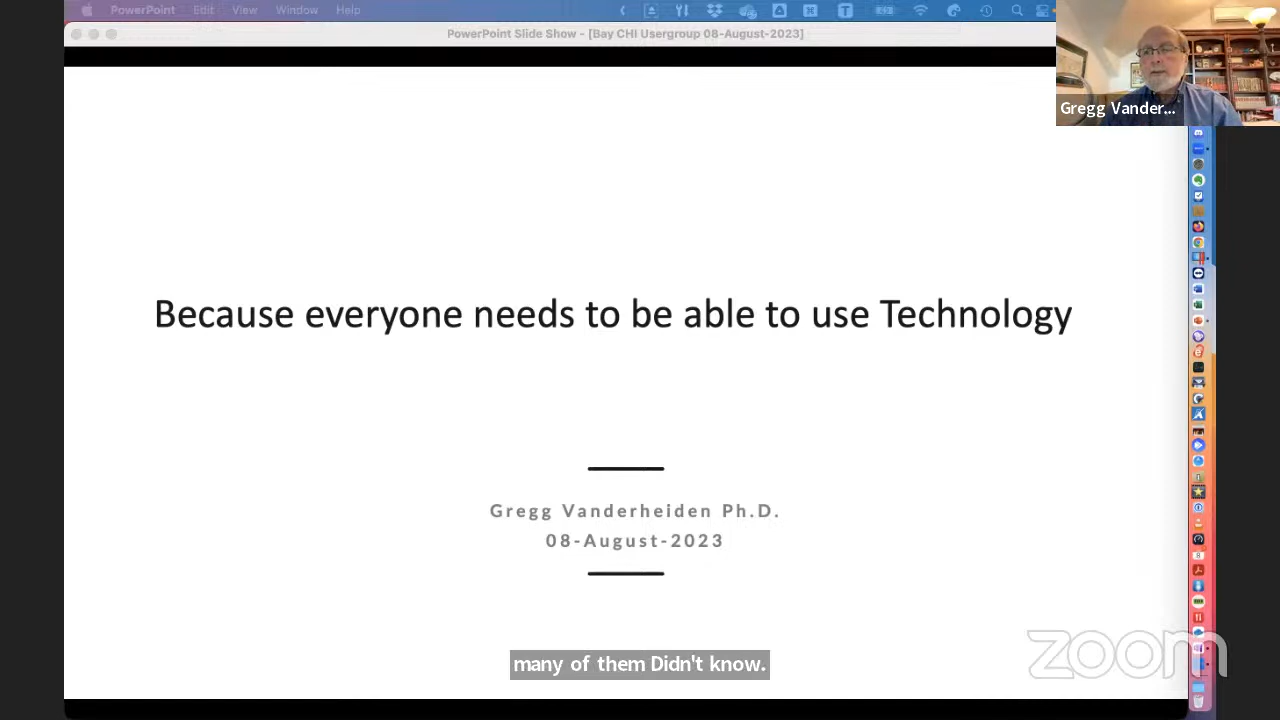 PowerPoint Edit View Window Help
PowerPoint Slide Show - [Bay CHI Usergroup 08-August-2023]
Gregg Vander...
Because everyone needs to be able to use Technology
Gregg Vanderheiden Ph.D.
08-August-2023
many of them Didn't know.
zoom